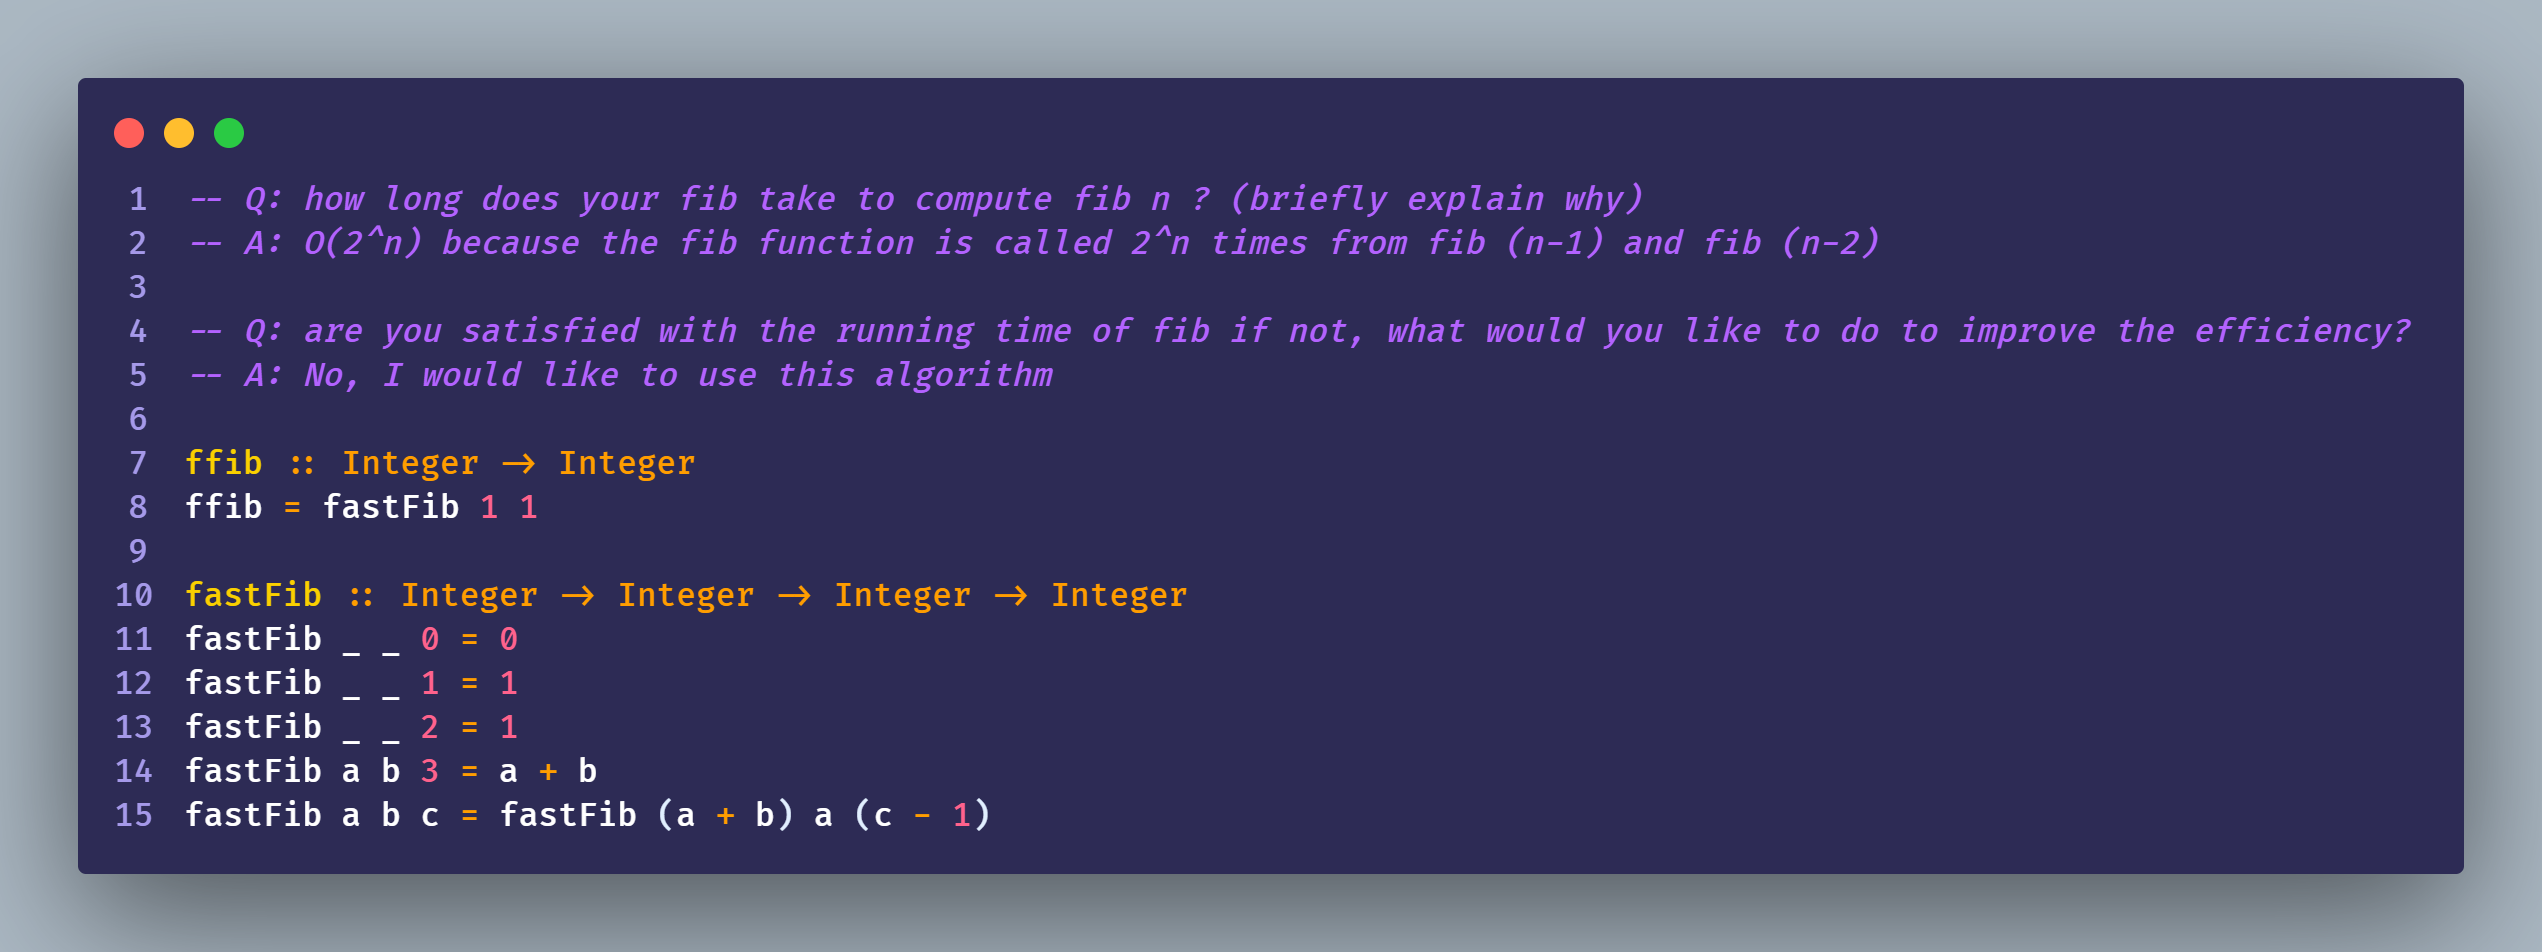 1 -- Q: how long does your fib take to compute fib n ? (briefly explain why)
2 -- A: O(2^n) because the fib function is called 2^n times from fib (n-1) and fib (n-2)
3
4 -- Q: are you satisfied with the running time of fib if not, what would you like to do to improve the efficiency?
5 -- A: No, I would like to use this algorithm
6
7 ffib :: Integer -> Integer
8 ffib = fastFib 1 1
9
10 fastFib :: Integer -> Integer -> Integer -> Integer
11 fastFib _ _ 0 = 0
12 fastFib _ _ 1 = 1
13 fastFib _ _ 2 = 1
14 fastFib a b 3 = a + b
15 fastFib a b c = fastFib (a + b) a (c - 1)